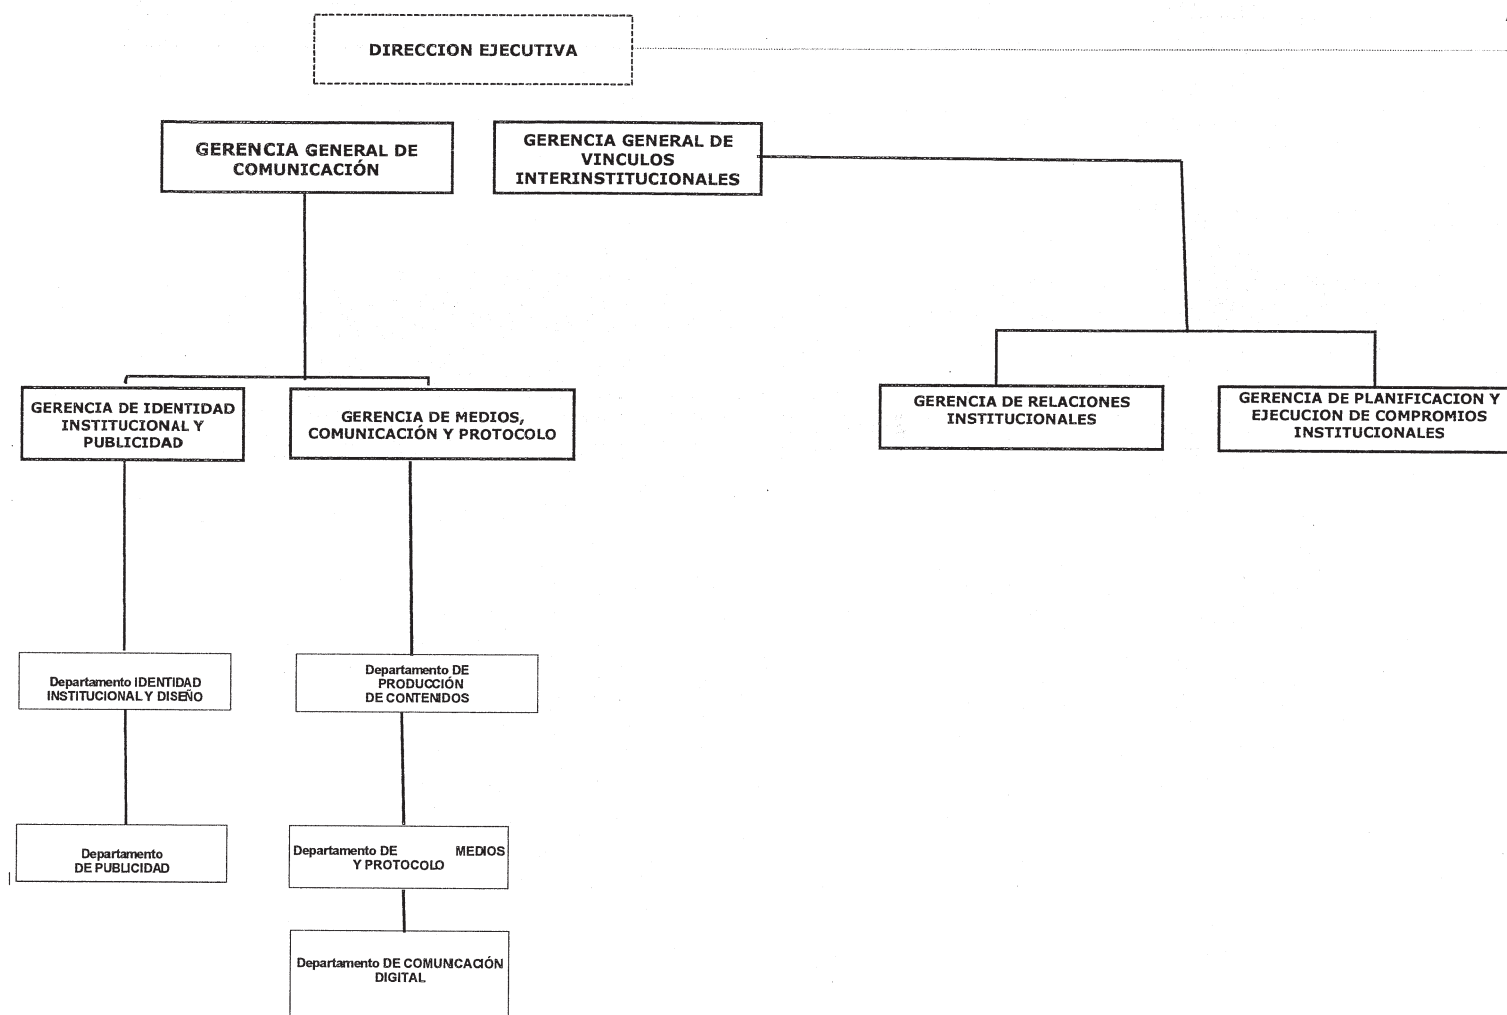 DIRECCION EJECUTIVA
GERENCIA GENERAL DE
COMUNICACIÓN
GERENCIA GENERAL DE
VINCULOS
INTERINSTITUCIONALES
GERENCIA DE IDENTIDAD
INSTITUCIONAL Y
PUBLICIDAD
GERENCIA DE MEDIOS,
COMUNICACIÓN Y PROTOCOLO
GERENCIA DE RELACIONES
INSTITUCIONALES
GERENCIA DE PLANIFICACION Y
EJECUCION DE COMPROMIOS
INSTITUCIONALES
Departamento IDENTIDAD
INSTITUCIONAL Y DISEÑO
Departamento DE
PRODUCCIÓN
DE CONTENIDOS
Departamento
DE PUBLICIDAD
Departamento DE MEDIOS
Y PROTOCOLO
Departamento DE COMUNICACIÓN
DIGITAL